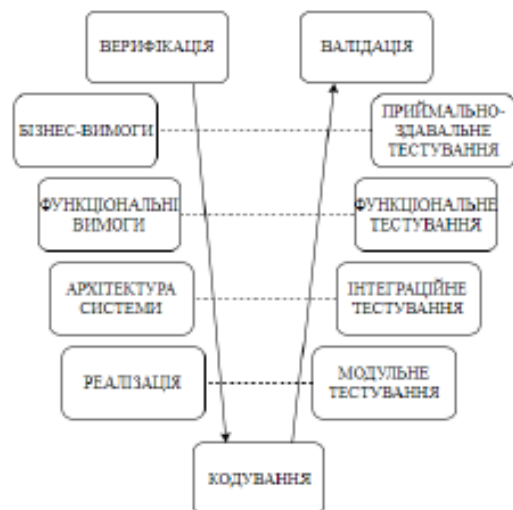 ВЕРИФІКАЦІЯ
ВАЛІДАЦІЯ
БІЗНЕС-ВИМОГИ
ПРИЙМАЛЬНО-
ЗДАВАЛЬНЕ
ТЕСТУВАННЯ
ФУНКЦІОНАЛЬНІ
ВИМОГИ
ФУНКЦІОНАЛЬНЕ
ТЕСТУВАННЯ
АРХІТЕКТУРА
СИСТЕМИ
ІНТЕГРАЦІЙНЕ
ТЕСТУВАННЯ
РЕАЛІЗАЦІЯ
МОДУЛЬНЕ
ТЕСТУВАННЯ
КОДУВАННЯ